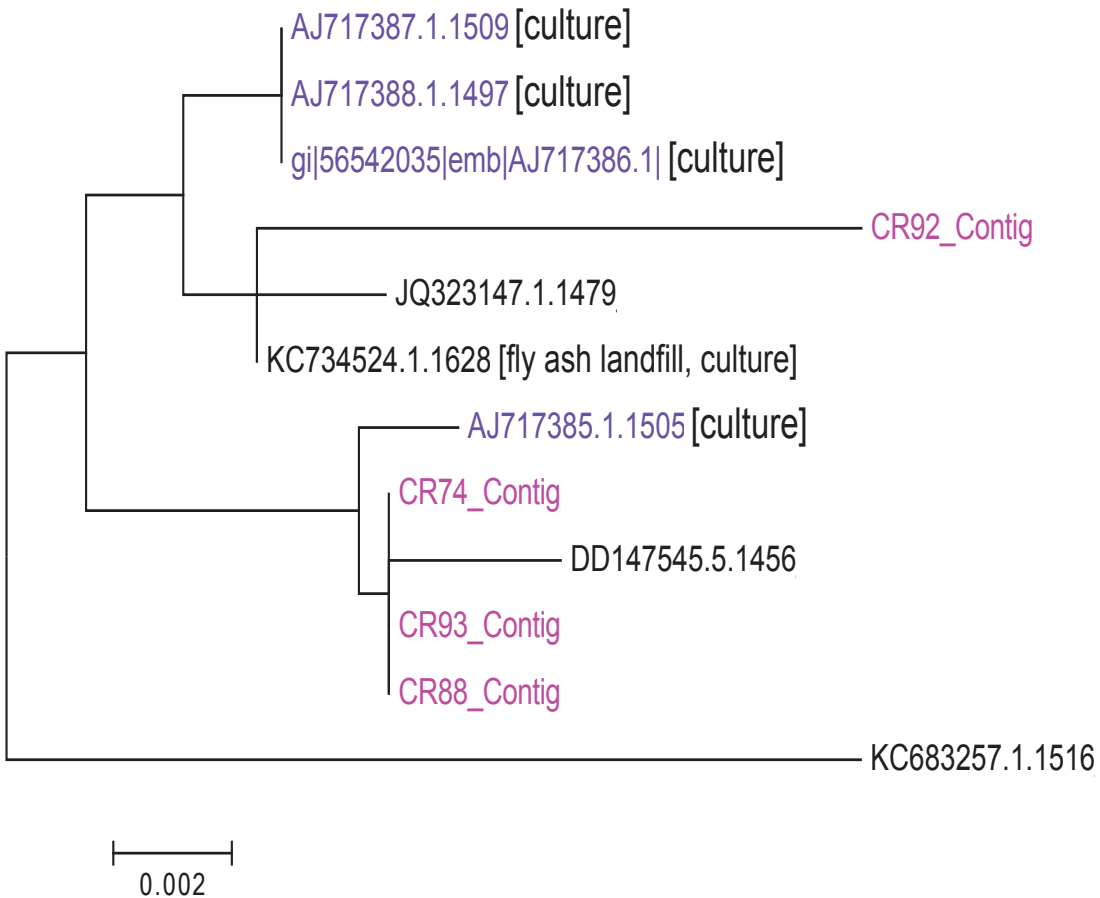 AJ717387.1.1509 [culture]
AJ717388.1.1497 [culture]
gi|56542035|emb|AJ717386.1| [culture]
CR92_Contig
JQ323147.1.1479
KC734524.1.1628 [fly ash landfill, culture]
AJ717385.1.1505 [culture]
CR74_Contig
DD147545.5.1456
CR93_Contig
CR88_Contig
KC683257.1.1516
0.002